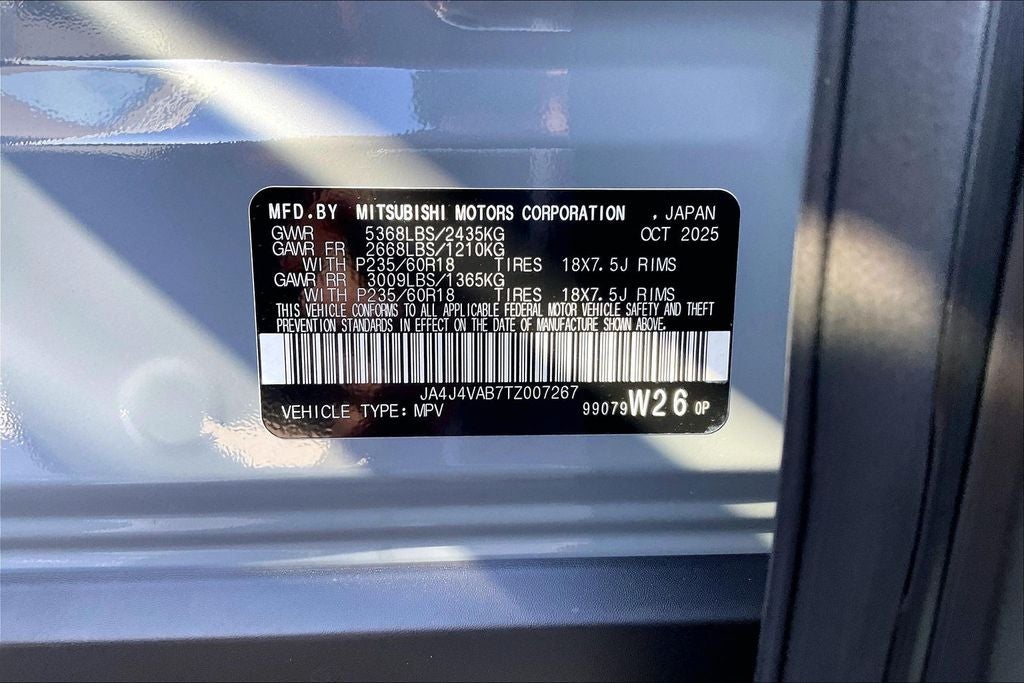 MFD.BY MITSUBISHI MOTORS CORPORATION , JAPAN
GVWR 5368LBS/2435KG OCT 2025
GAWR FR 2668LBS/1210KG
WITH P235/60R18 TIRES 18X7.5J RIMS
GAWR RR 3009LBS/1365KG
WITH P235/60R18 TIRES 18X7.5J RIMS
THIS VEHICLE CONFORMS TO ALL APPLICABLE FEDERAL MOTOR VEHICLE SAFETY AND THEFT
PREVENTION STANDARDS IN EFFECT ON THE DATE OF MANUFACTURE SHOWN ABOVE.
JA4J4VAB7TZ007267
VEHICLE TYPE: MPV 99079 W26 0P